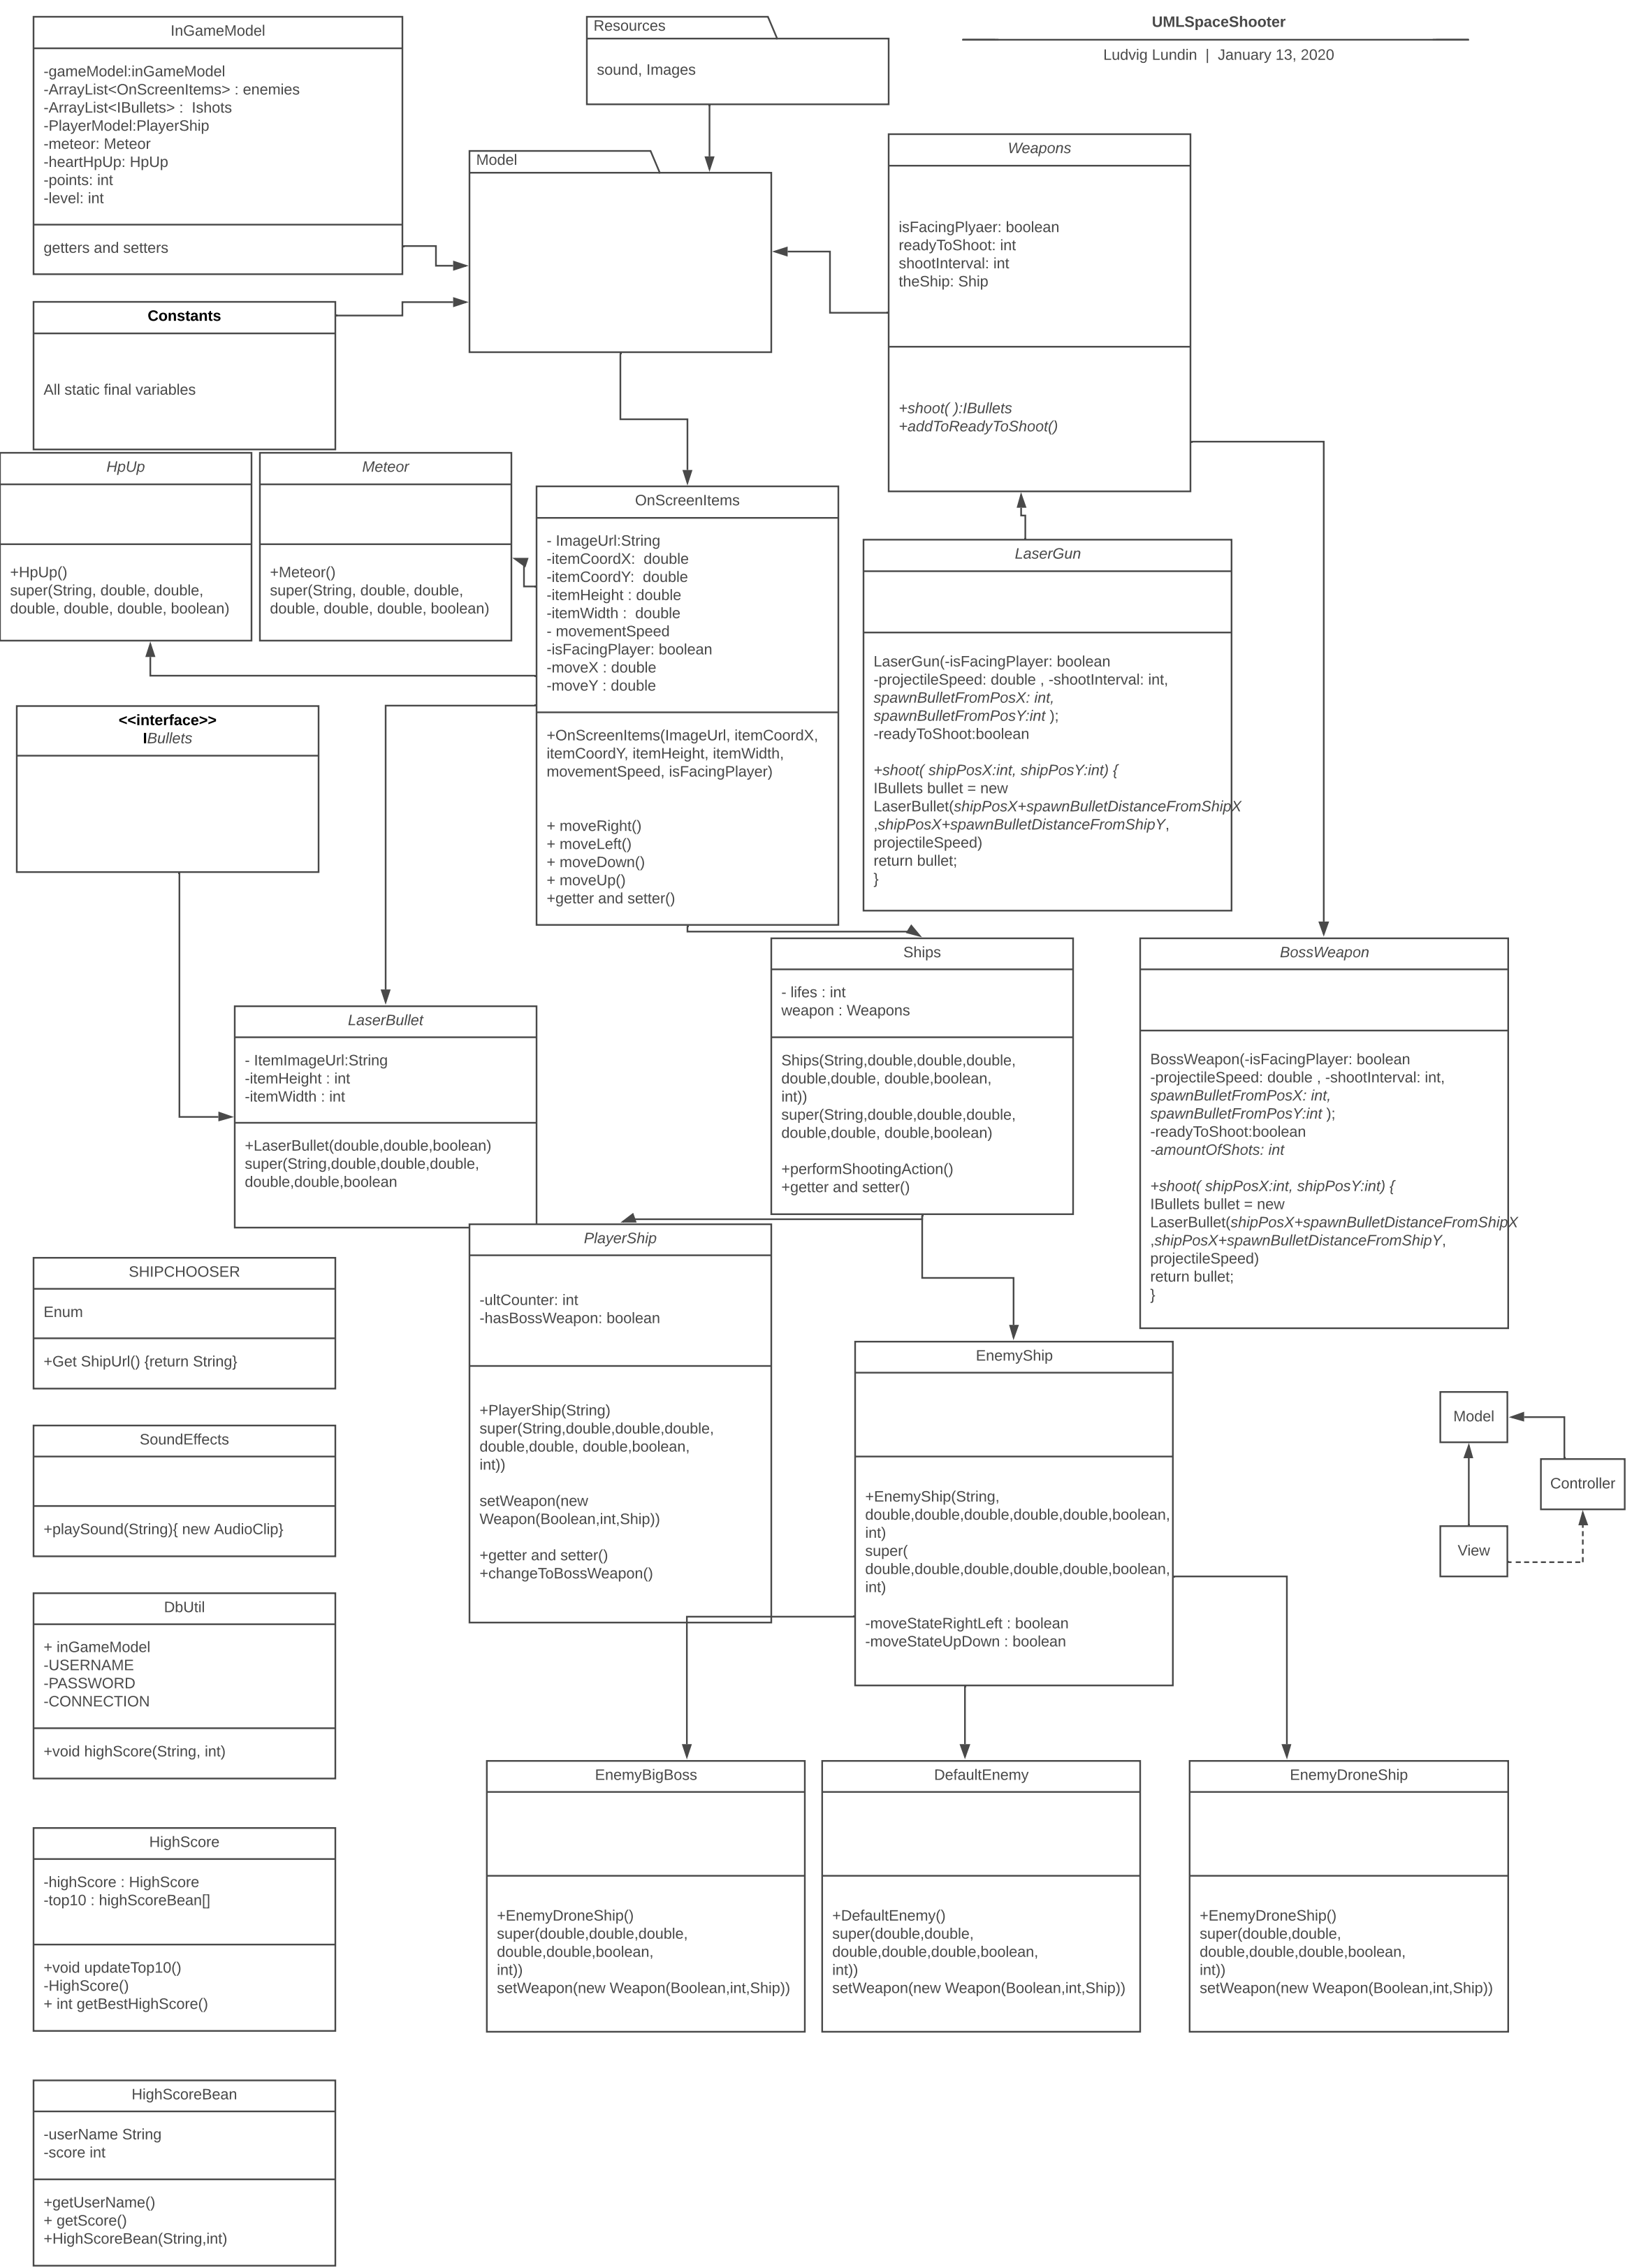 UMLSpaceShooter
Ludvig Lundin | January 13, 2020
InGameModel
-gameModel:inGameModel
-ArrayList<OnScreenItems> : enemies
-ArrayList<IBullets> :  Ishots
-PlayerModel:PlayerShip
-meteor: Meteor
-heartHpUp: HpUp
-points: int
-level: int
getters and setters
Resources
sound, Images
Model
Weapons
isFacingPlyaer: boolean
readyToShoot: int
shootInterval: int
theShip: Ship
+shoot( ):IBullets
+addToReadyToShoot()
Constants
All static final variables
HpUp
+HpUp()
super(String, double, double,
double, double, double, boolean)
Meteor
+Meteor()
super(String, double, double,
double, double, double, boolean)
OnScreenItems
- ImageUrl:String
-itemCoordX:  double
-itemCoordY:  double
-itemHeight : double
-itemWidth :  double
- movementSpeed
-isFacingPlayer: boolean
-moveX : double
-moveY : double
+OnScreenItems(ImageUrl, itemCoordX,
itemCoordY, itemHeight, itemWidth,
movementSpeed, isFacingPlayer)
+ moveRight()
+ moveLeft()
+ moveDown()
+ moveUp()
+getter and setter()
LaserGun
LaserGun(-isFacingPlayer: boolean
-projectileSpeed: double , -shootInterval: int,
spawnBulletFromPosX: int,
spawnBulletFromPosY:int );
-readyToShoot:boolean
+shoot( shipPosX:int, shipPosY:int) {
IBullets bullet = new
LaserBullet(shipPosX+spawnBulletDistanceFromShipX
,shipPosX+spawnBulletDistanceFromShipY,
projectileSpeed)
return bullet;
}
<<interface>>
IBullets
LaserBullet
- ItemImageUrl:String
-itemHeight : int
-itemWidth : int
+LaserBullet(double,double,boolean)
super(String,double,double,double,
double,double,boolean
Ships
- lifes : int
weapon : Weapons
Ships(String,double,double,double,
double,double, double,boolean,
int))
super(String,double,double,double,
double,double, double,boolean)
+performShootingAction()
+getter and setter()
BossWeapon
BossWeapon(-isFacingPlayer: boolean
-projectileSpeed: double , -shootInterval: int,
spawnBulletFromPosX: int,
spawnBulletFromPosY:int );
-readyToShoot:boolean
-amountOfShots: int
+shoot( shipPosX:int, shipPosY:int) {
IBullets bullet = new
LaserBullet(shipPosX+spawnBulletDistanceFromShipX
,shipPosX+spawnBulletDistanceFromShipY,
projectileSpeed)
return bullet;
}
PlayerShip
-ultCounter: int
-hasBossWeapon: boolean
+PlayerShip(String)
super(String,double,double,double,
double,double, double,boolean,
int))
setWeapon(new
Weapon(Boolean,int,Ship))
+getter and setter()
+changeToBossWeapon()
SHIPCHOOSER
Enum
+Get ShipUrl() {return String}
EnemyShip
+EnemyShip(String,
double,double,double,double,double,boolean,
int)
super(
double,double,double,double,double,boolean,
int)
-moveStateRightLeft : boolean
-moveStateUpDown : boolean
Model
Controller
View
SoundEffects
+playSound(String){ new AudioClip}
DbUtil
+ inGameModel
-USERNAME
-PASSWORD
-CONNECTION
+void highScore(String, int)
EnemyBigBoss
+EnemyDroneShip()
super(double,double,double,
double,double,boolean,
int))
setWeapon(new Weapon(Boolean,int,Ship))
DefaultEnemy
+DefaultEnemy()
super(double,double,
double,double,double,boolean,
int))
setWeapon(new Weapon(Boolean,int,Ship))
EnemyDroneShip
+EnemyDroneShip()
super(double,double,
double,double,double,boolean,
int))
setWeapon(new Weapon(Boolean,int,Ship))
HighScore
-highScore : HighScore
-top10 : highScoreBean[]
+void updateTop10()
-HighScore()
+ int getBestHighScore()
HighScoreBean
-userName String
-score int
+getUserName()
+ getScore()
+HighScoreBean(String,int)